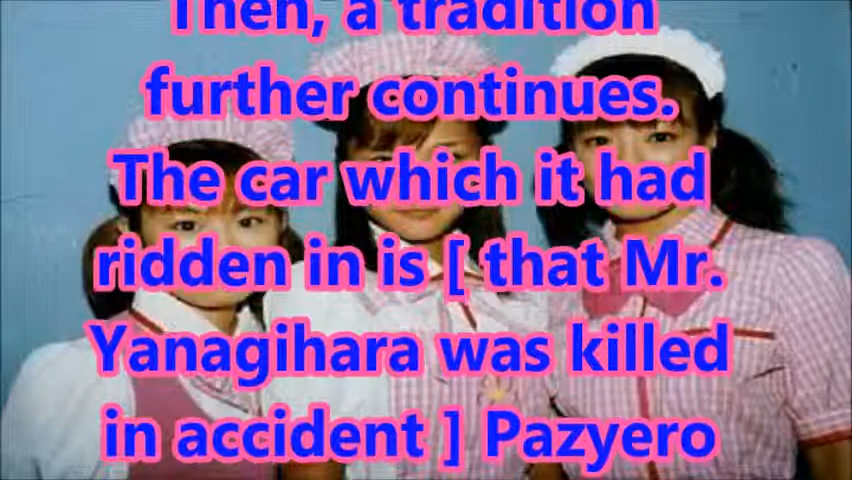 Then, a tradition
further continues.
The car which it had
ridden in is [ that Mr.
Yanagihara was killed
in accident ] Pazyero